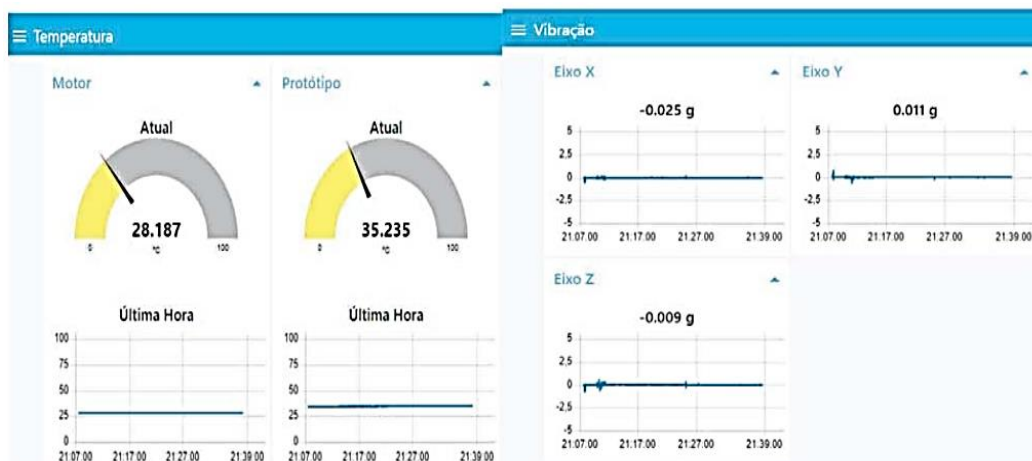 Temperatura
Motor
Atual
28.187
°C
0
100
Última Hora
100
75
50
25
0
21.07.00 21.17.00 21.27.00 21.39.00
Protótipo
Atual
35.235
°C
0
100
Última Hora
100
75
50
25
0
21.07.00 21.17.00 21.27.00 21.39.00
Vibração
Eixo X
-0.025 g
5
2.5
0
-2.5
-5
21.07.00 21.17.00 21.27.00 21.39.00
Eixo Y
0.011 g
5
2.5
0
-2.5
-5
21.07.00 21.17.00 21.27.00 21.39.00
Eixo Z
-0.009 g
5
2.5
0
-2.5
-5
21.07.00 21.17.00 21.27.00 21.39.00